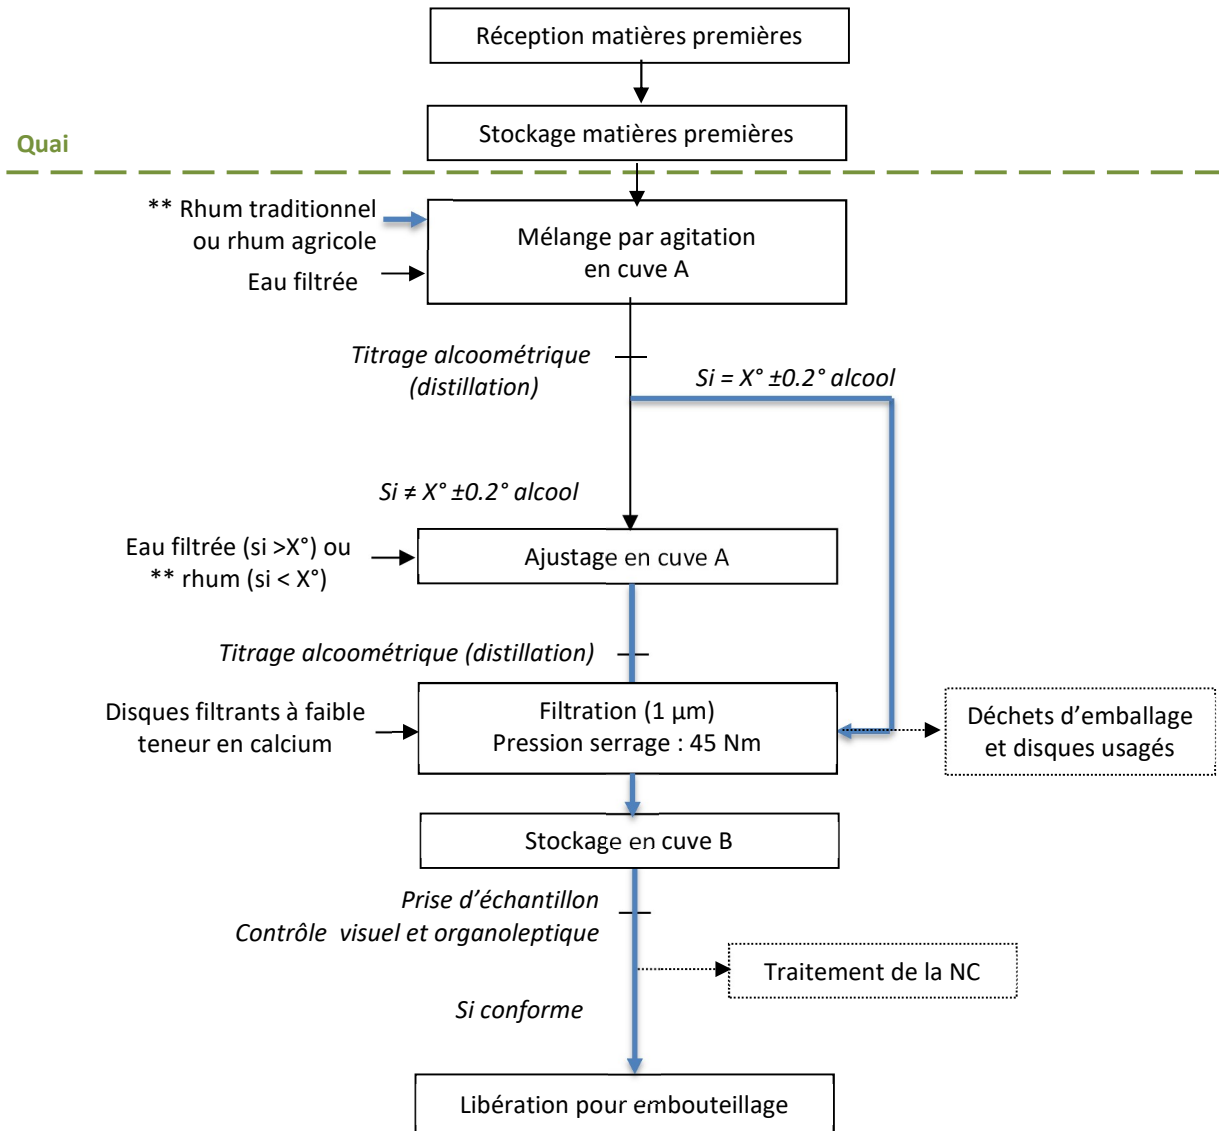 Réception matières premières
Stockage matières premières
Quai
** Rhum traditionnel
ou rhum agricole
Eau filtrée
Mélange par agitation
en cuve A
Titrage alcoométrique
(distillation)
Si = X° ±0.2° alcool
Si ≠ X° ±0.2° alcool
Eau filtrée (si >X°) ou
** rhum (si < X°)
Ajustage en cuve A
Titrage alcoométrique (distillation)
Disques filtrants à faible
teneur en calcium
Filtration (1 µm)
Pression serrage : 45 Nm
Déchets d’emballage
et disques usagés
Stockage en cuve B
Prise d’échantillon
Contrôle visuel et organoleptique
Traitement de la NC
Si conforme
Libération pour embouteillage